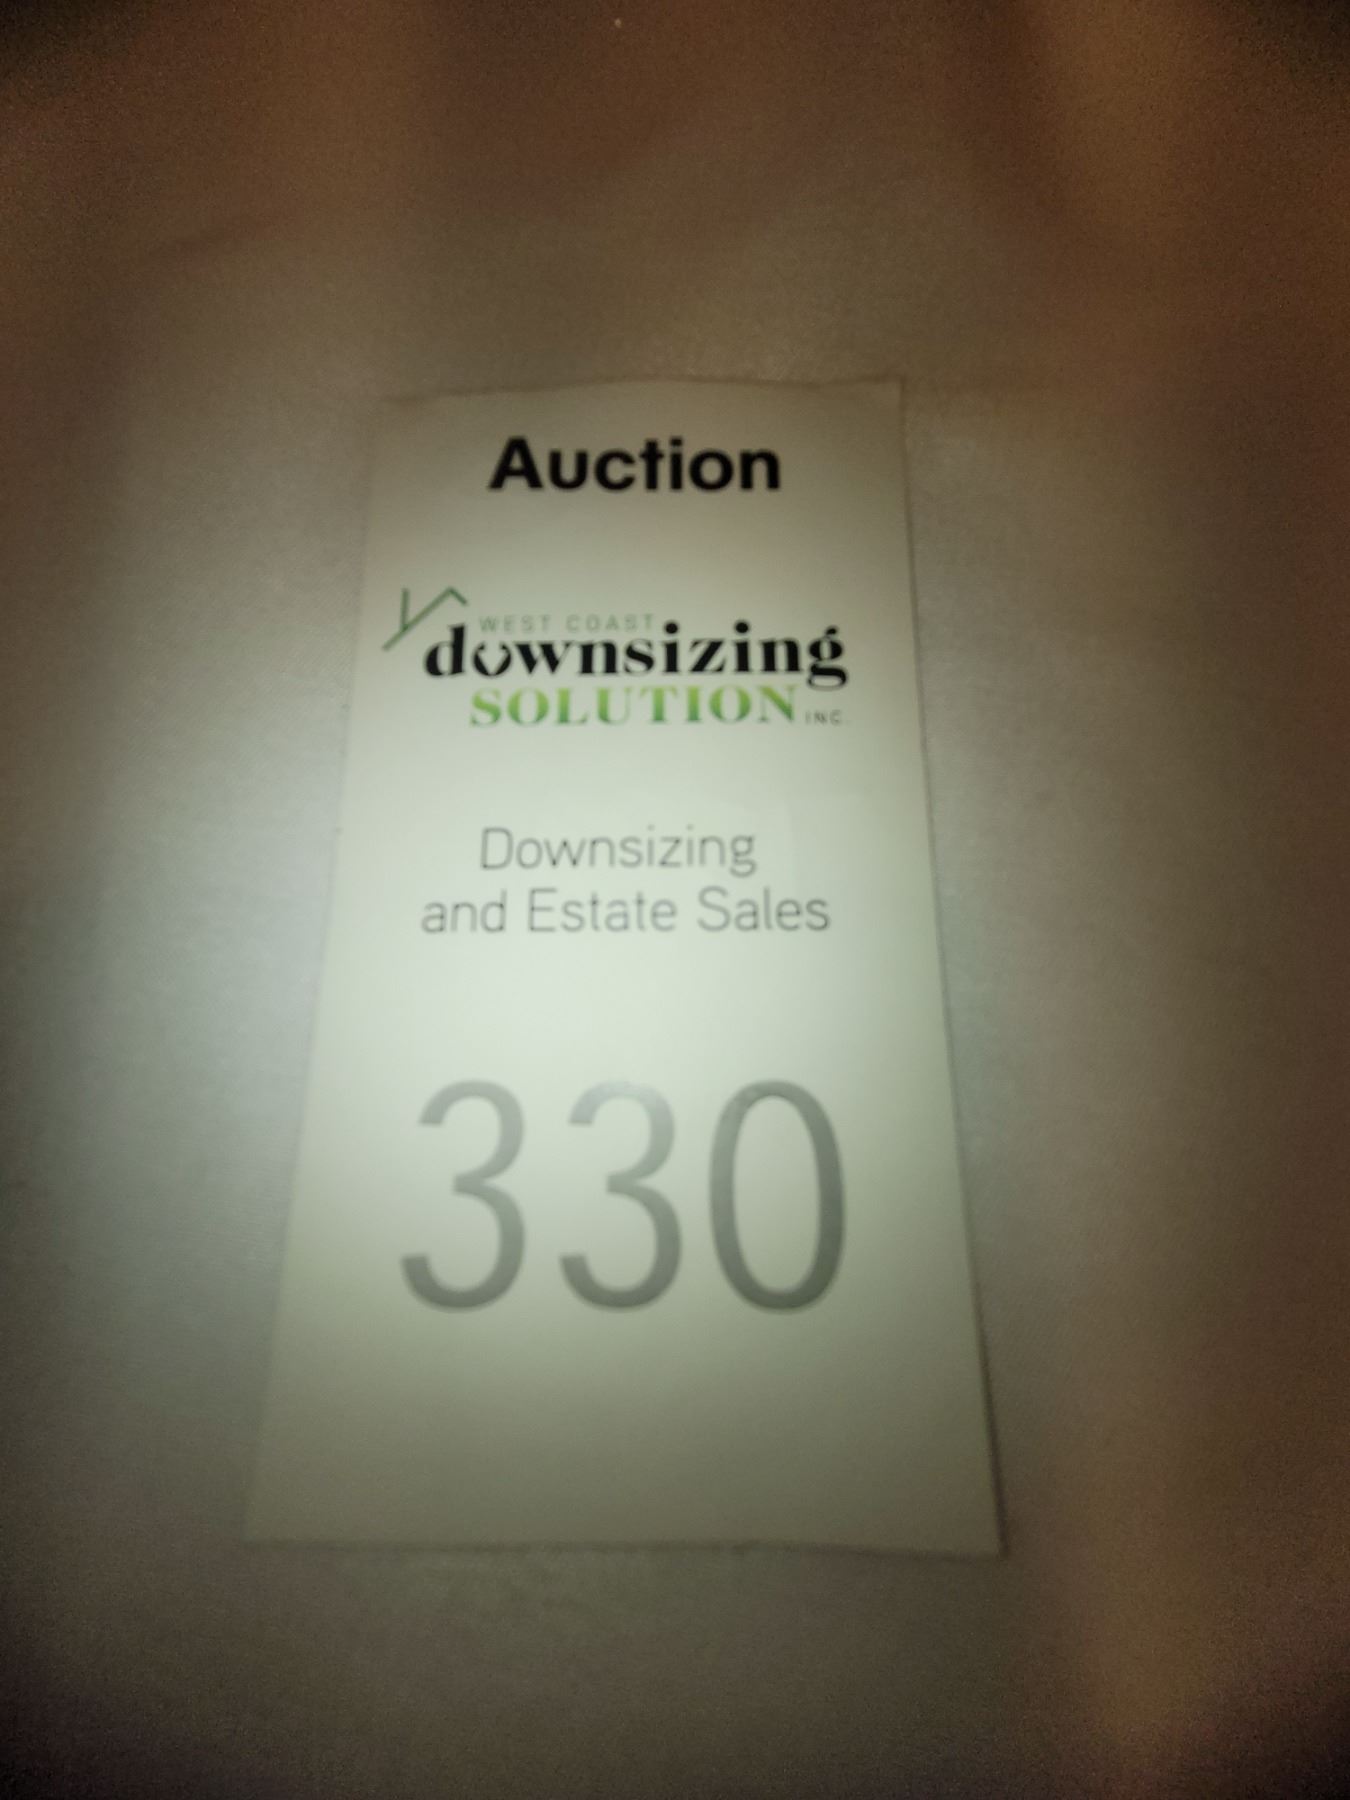 Auction
WEST COAST
downsizing
SOLUTION INC.
Downsizing
and Estate Sales
330